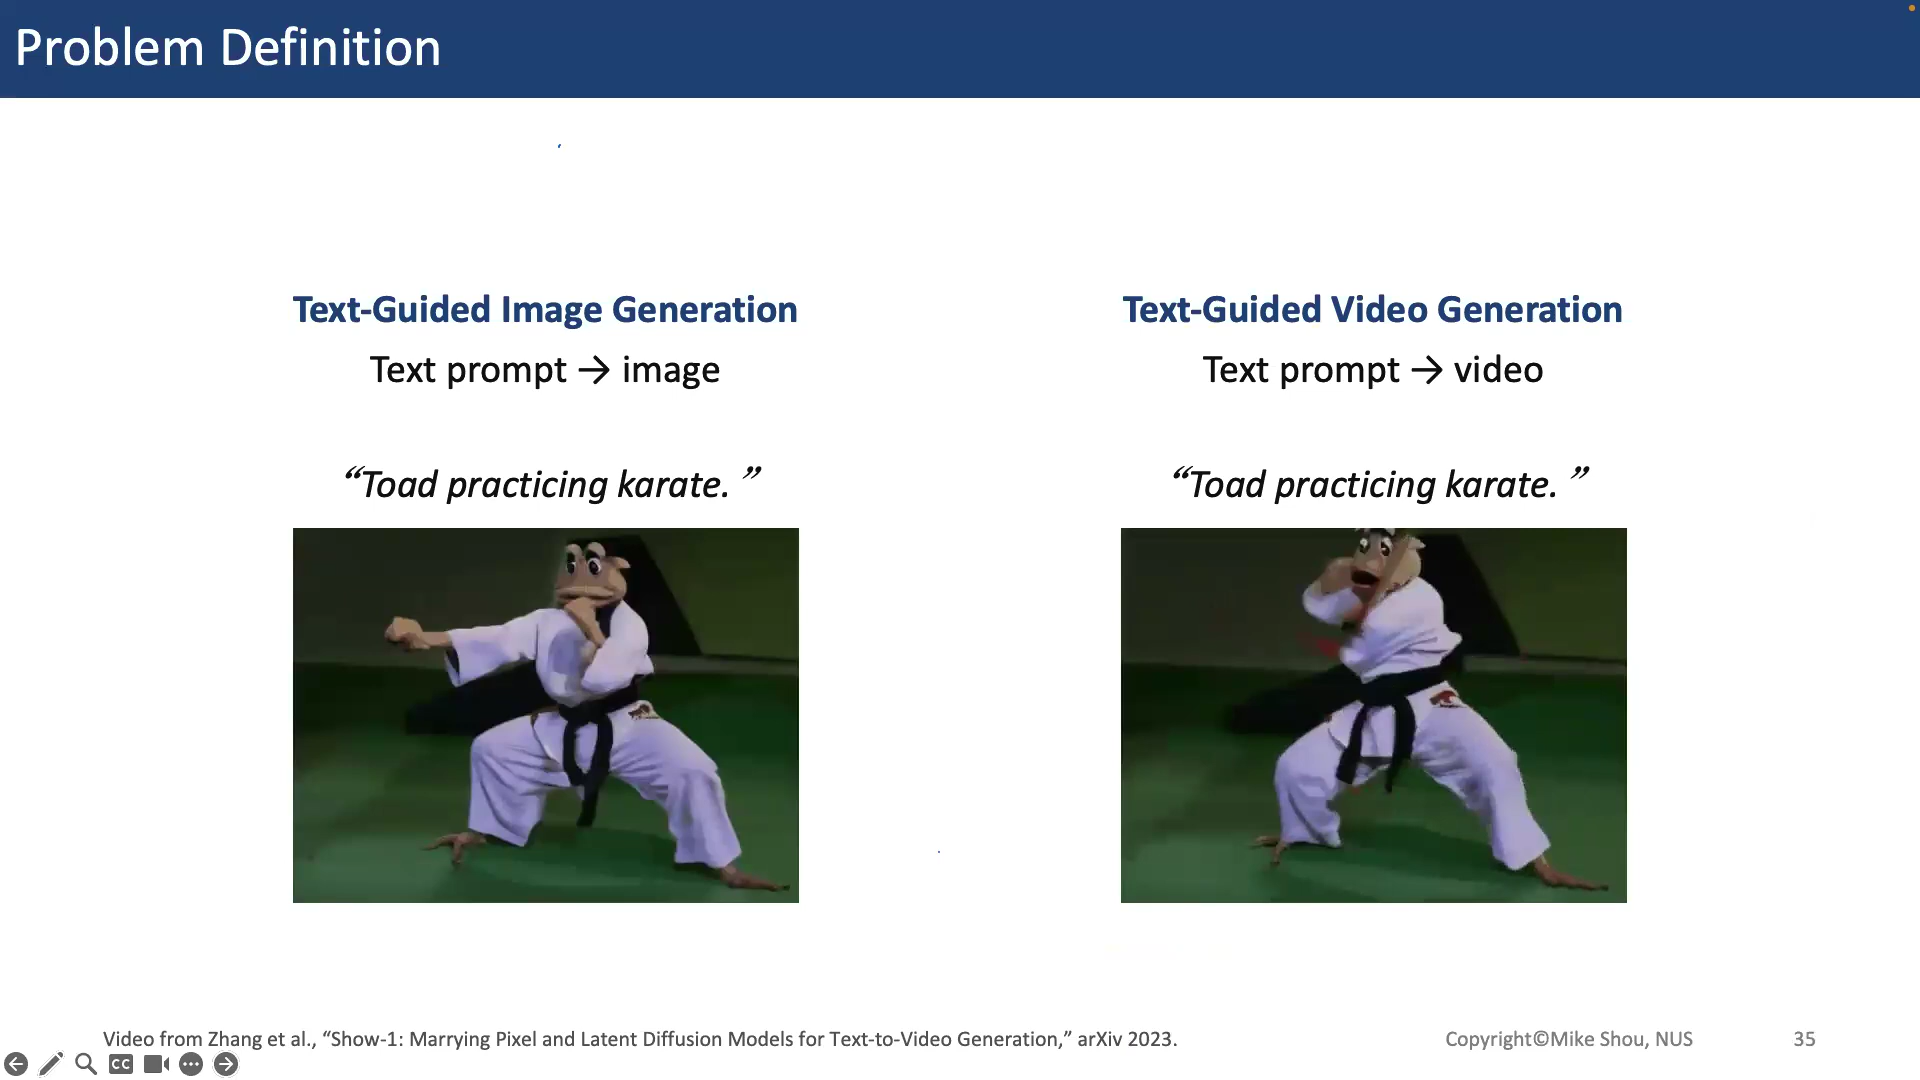 Problem Definition
Text-Guided Image Generation
Text prompt → image
“Toad practicing karate. ”
Text-Guided Video Generation
Text prompt → video
“Toad practicing karate. ”
Video from Zhang et al., “Show-1: Marrying Pixel and Latent Diffusion Models for Text-to-Video Generation,” arXiv 2023.
Copyright©Mike Shou, NUS
35
CC